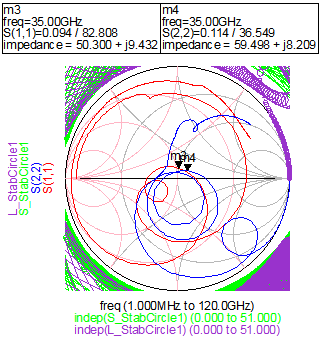 m3
freq=35.00GHz
S(1,1)=0.094 / 82.808
impedance = 50.300 + j9.432
m4
freq=35.00GHz
S(2,2)=0.114 / 36.549
impedance = 59.498 + j8.209
L_StabCircle1
S_StabCircle1
S(2,2)
S(1,1)
m3
m4
freq (1.000MHz to 120.0GHz)
indep(S_StabCircle1) (0.000 to 51.000)
indep(L_StabCircle1) (0.000 to 51.000)